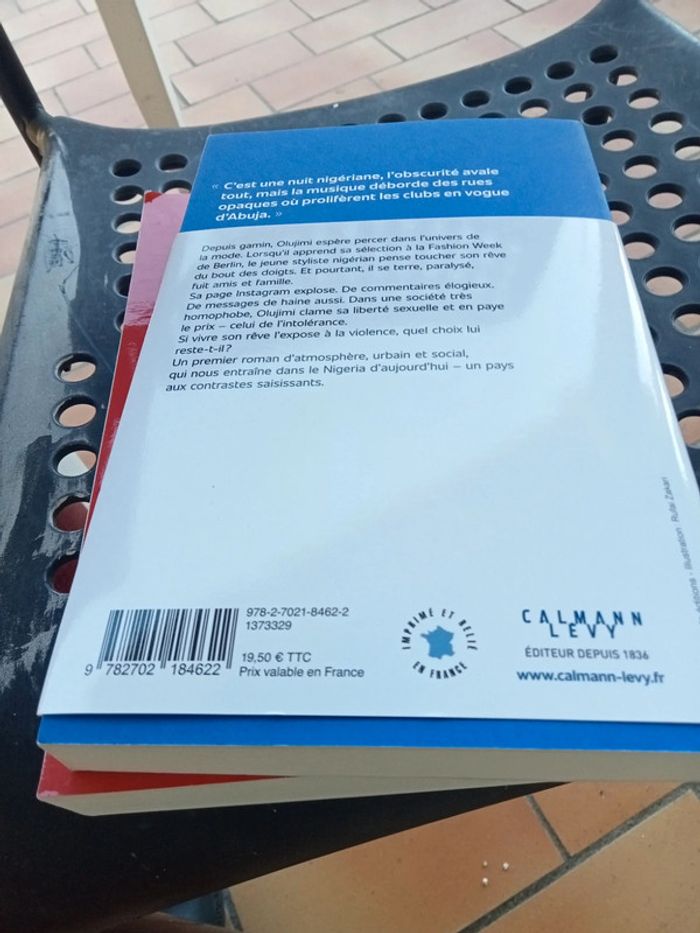 « C'est une nuit nigériane, l'obscurité avale
tout, mais la musique déborde des rues
opaques où prolifèrent les clubs en vogue
d'Abuja. »
Depuis gamin, Olujimi espère percer dans l'univers de
la mode. Lorsqu'il apprend sa sélection à la Fashion Week
de Berlin, le jeune styliste nigérian pense toucher son rêve
du bout des doigts. Et pourtant, il se terre, paralysé,
fuit amis et famille.
Sa page Instagram explose. De commentaires élogieux.
De messages de haine aussi. Dans une société très
homophobe, Olujimi clame sa liberté sexuelle et en paye
le prix – celui de l'intolérance.
Si vivre son rêve l'expose à la violence, quel choix lui
reste-t-il ?
Un premier roman d'atmosphère, urbain et social,
qui nous entraîne dans le Nigeria d'aujourd'hui – un pays
aux contrastes saisissants.
Illustration : Rufai Zakari
978-2-7021-8462-2
1373329
19,50 € TTC
Prix valable en France
9 782702 184622
IMPRIMÉ ET RELIÉ
EN FRANCE
CALMANN
LEVY
ÉDITEUR DEPUIS 1836
www.calmann-levy.fr